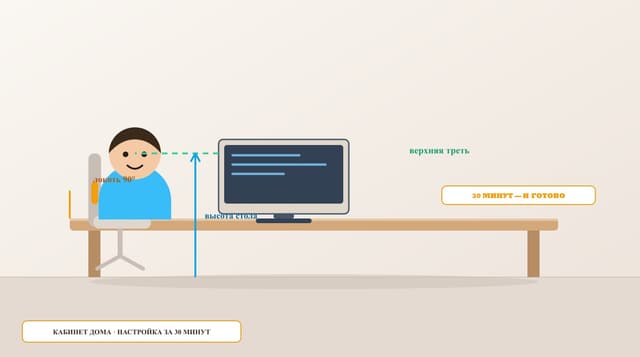 верхняя треть
локоть 90°
30 МИНУТ — И ГОТОВО
высота стола
КАБИНЕТ ДОМА · НАСТРОЙКА ЗА 30 МИНУТ